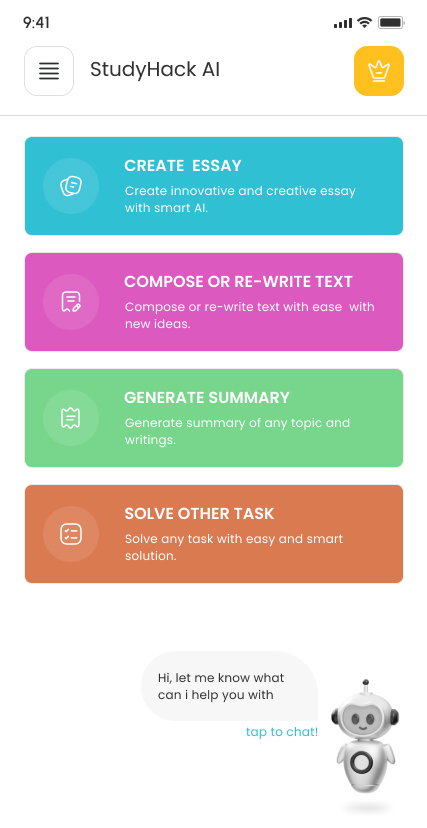 9:41
StudyHack AI
CREATE  ESSAY
Create innovative and creative essay
with smart AI.
COMPOSE OR RE-WRITE TEXT
Compose or re-write text with ease  with
new ideas.
GENERATE SUMMARY
Generate summary of any topic and
writings.
SOLVE OTHER TASK
Solve any task with easy and smart
solution.
Hi, let me know what
can i help you with
tap to chat!